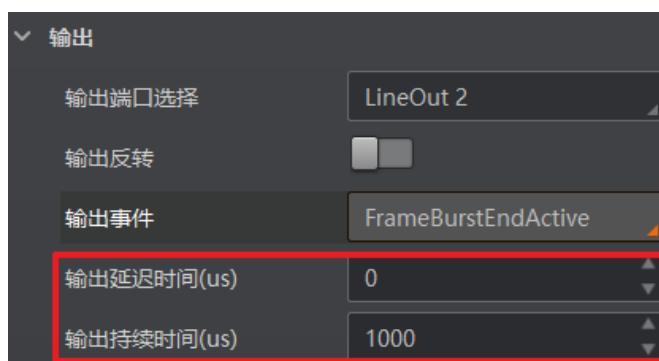 输出
输出端口选择 LineOut 2
输出反转
输出事件 FrameBurstEndActive
输出延迟时间(us) 0
输出持续时间(us) 1000